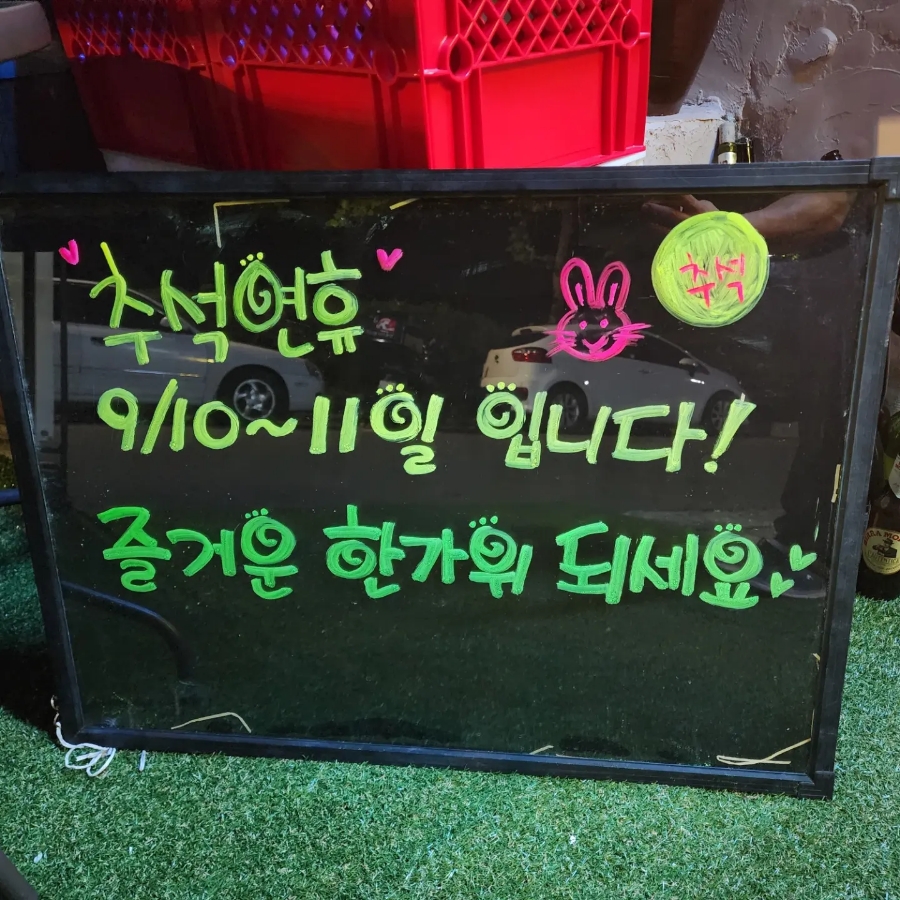 추석연휴
추석
9/10~11일 입니다!
즐거운 한가위 되세요